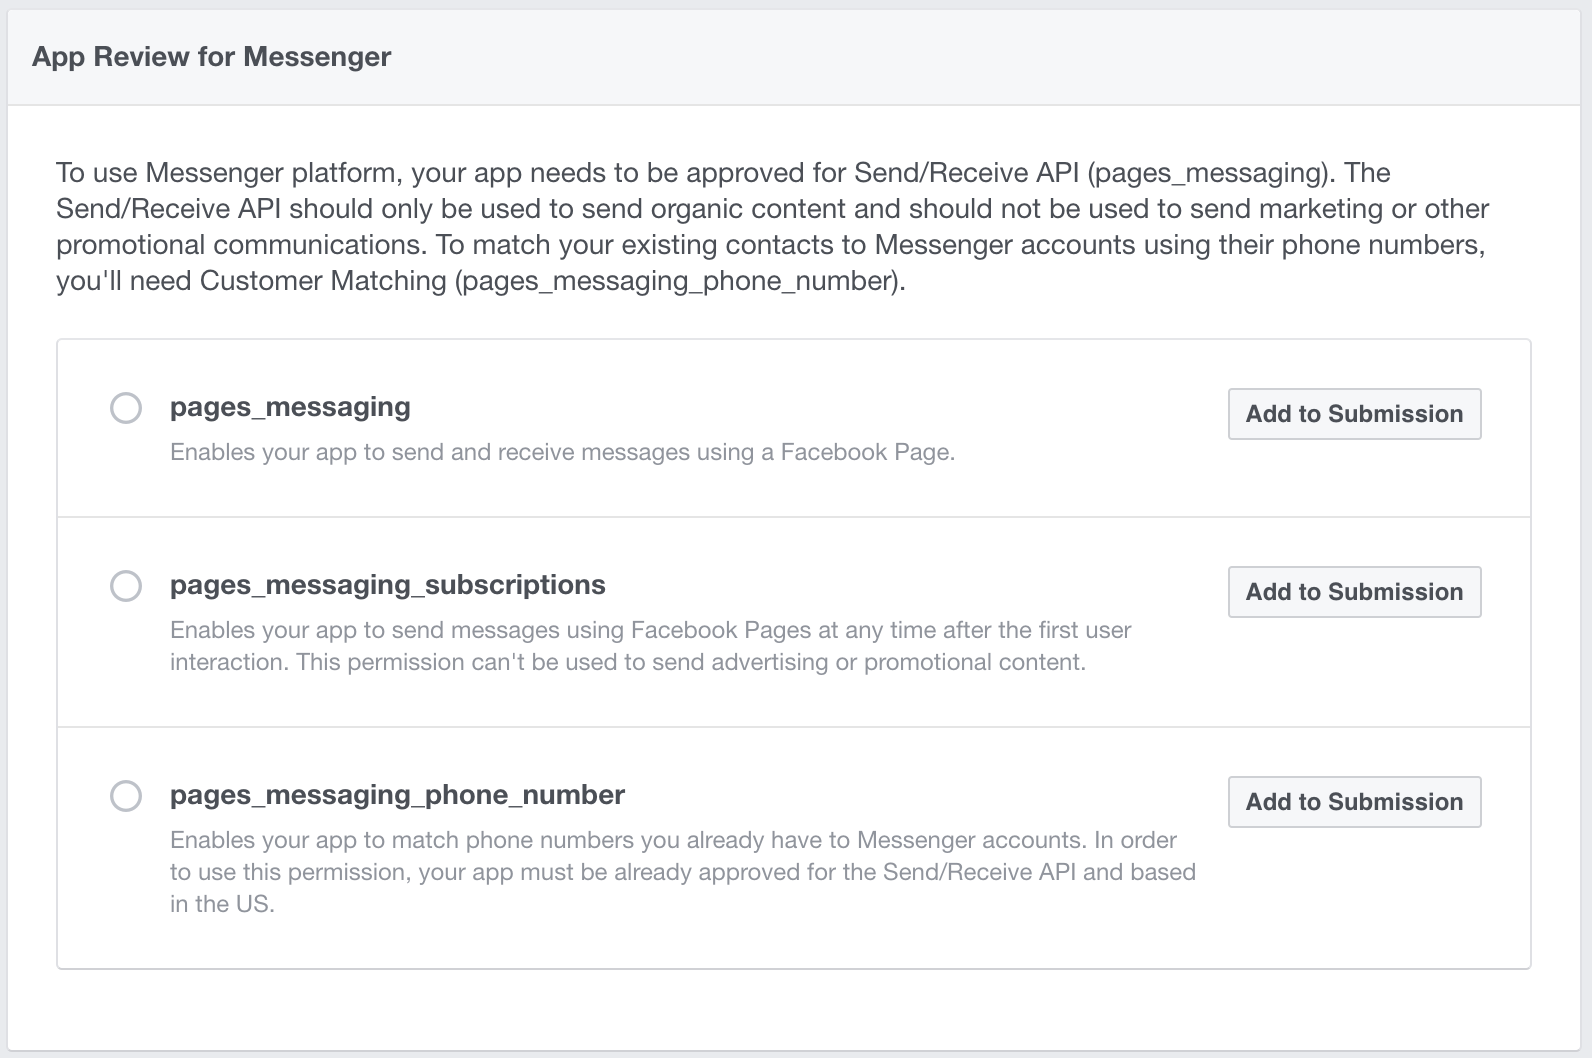 App Review for Messenger
To use Messenger platform, your app needs to be approved for Send/Receive API (pages_messaging). The
Send/Receive API should only be used to send organic content and should not be used to send marketing or other
promotional communications. To match your existing contacts to Messenger accounts using their phone numbers,
you'll need Customer Matching (pages_messaging_phone_number).
pages_messaging
Add to Submission
Enables your app to send and receive messages using a Facebook Page.
pages_messaging_subscriptions
Add to Submission
Enables your app to send messages using Facebook Pages at any time after the first user
interaction. This permission can't be used to send advertising or promotional content.
pages_messaging_phone_number
Add to Submission
Enables your app to match phone numbers you already have to Messenger accounts. In order
to use this permission, your app must be already approved for the Send/Receive API and based
in the US.